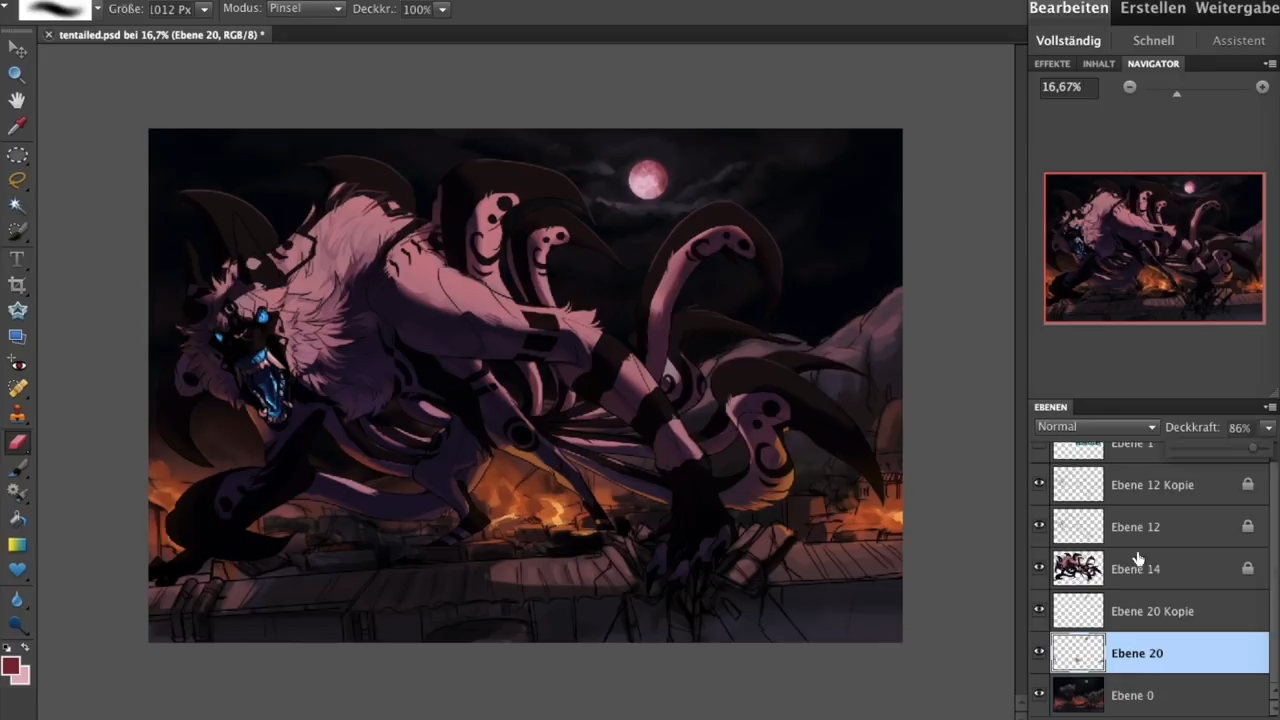 Größe: 1012 Px Modus: Pinsel Deckkr.: 100%
Bearbeiten Erstellen Weitergabe
tentailed.psd bei 16,7% (Ebene 20, RGB/8) *
Vollständig Schnell Assistent
EFFEKTE INHALT NAVIGATOR
16,67%
EBENEN
Normal Deckkraft: 86%
Ebene 1
Ebene 12 Kopie
Ebene 12
Ebene 14
Ebene 20 Kopie
Ebene 20
Ebene 0